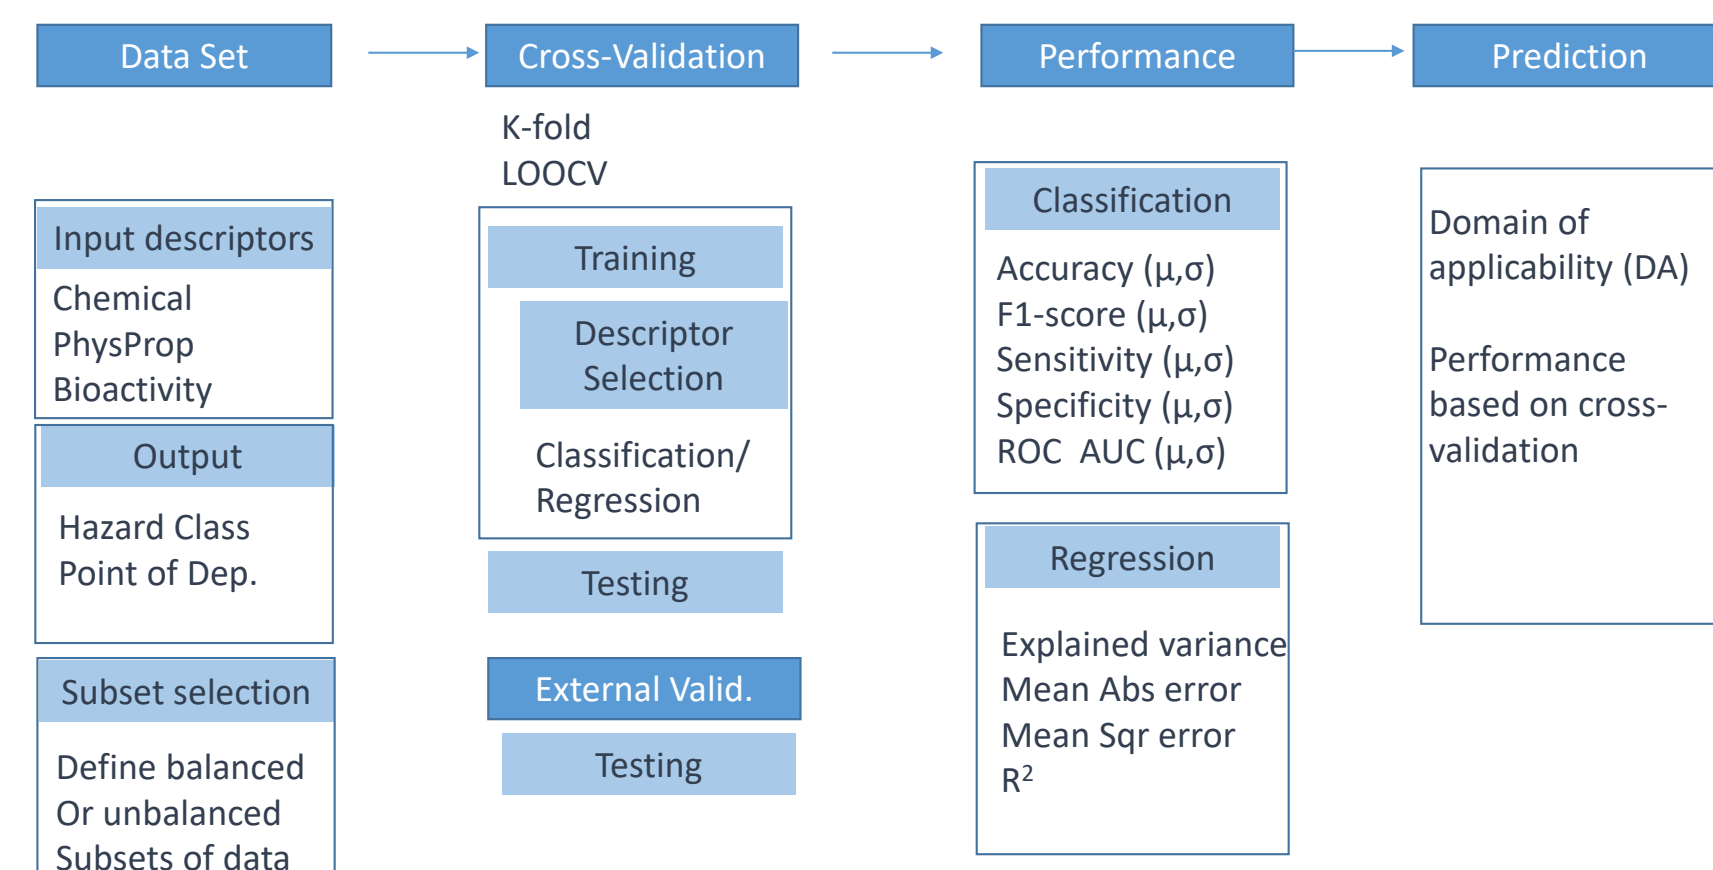 Data Set
Cross-Validation
Performance
Prediction
Input descriptors
Chemical
PhysProp
Bioactivity
Output
Hazard Class
Point of Dep.
Subset selection
Define balanced
Or unbalanced
Subsets of data
K-fold
LOOCV
Training
Descriptor
Selection
Classification/
Regression
Testing
External Valid.
Testing
Classification
Accuracy (μ,σ)
F1-score (μ,σ)
Sensitivity (μ,σ)
Specificity (μ,σ)
ROC AUC (μ,σ)
Regression
Explained variance
Mean Abs error
Mean Sqr error
R²
Domain of
applicability (DA)
Performance
based on cross-
validation